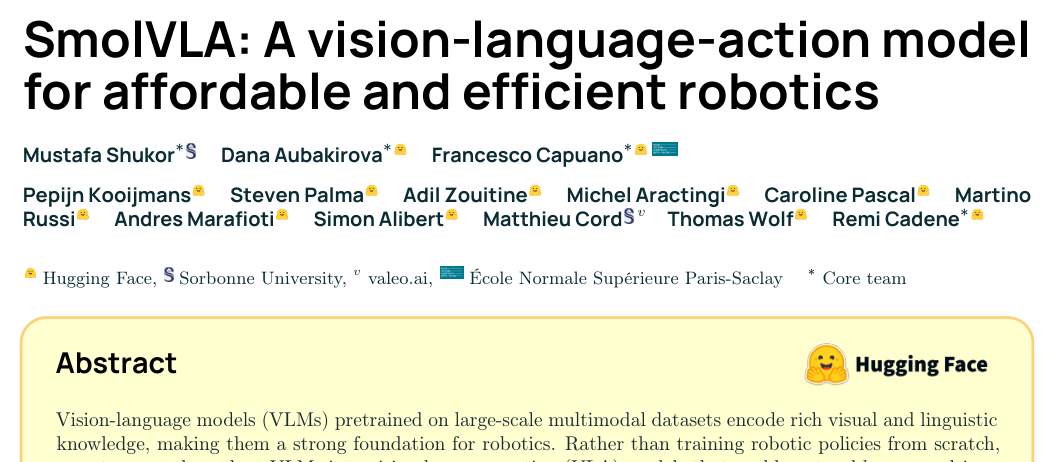 SmolVLA: A vision-language-action model
for affordable and efficient robotics
Mustafa Shukor* Dana Aubakirova* Francesco Capuano*
Pepijn Kooijmans Steven Palma Adil Zouitine Michel Aractingi Caroline Pascal Martino
Russi Andres Marafioti Simon Alibert Matthieu Cord v Thomas Wolf Remi Cadene*
Hugging Face, S Sorbonne University, v valeo.ai, École Normale Supérieure Paris-Saclay * Core team
Abstract
Hugging Face
Vision-language models (VLMs) pretrained on large-scale multimodal datasets encode rich visual and linguistic
knowledge, making them a strong foundation for robotics. Rather than training robotic policies from scratch,